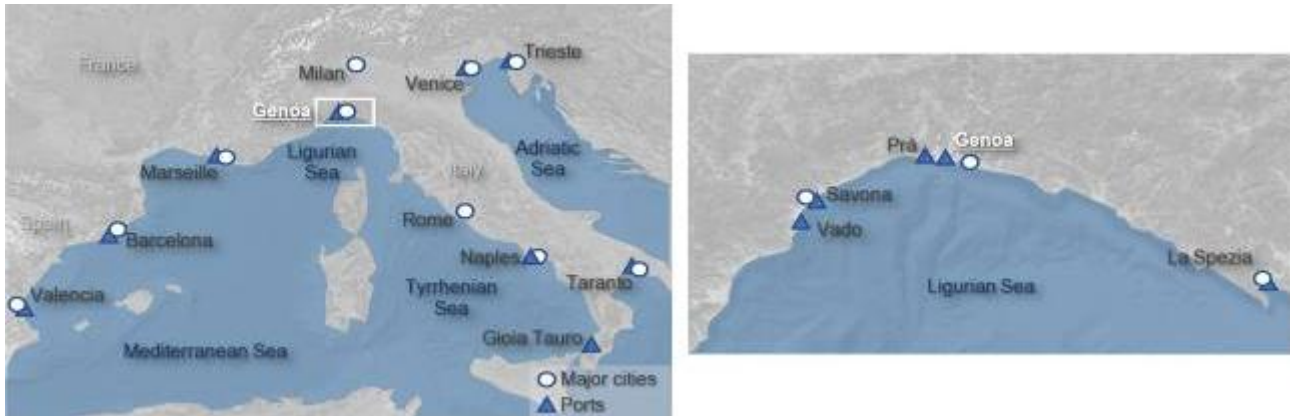 France
Milan
Venice
Trieste
Genoa
Marseille
Ligurian
Sea
Adriatic
Sea
Italy
Spain
Barcelona
Rome
Naples
Taranto
Valencia
Tyrrhenian
Sea
Gioia Tauro
Mediterranean Sea
Major cities
Ports
Prà
Genoa
Savona
Vado
La Spezia
Ligurian Sea